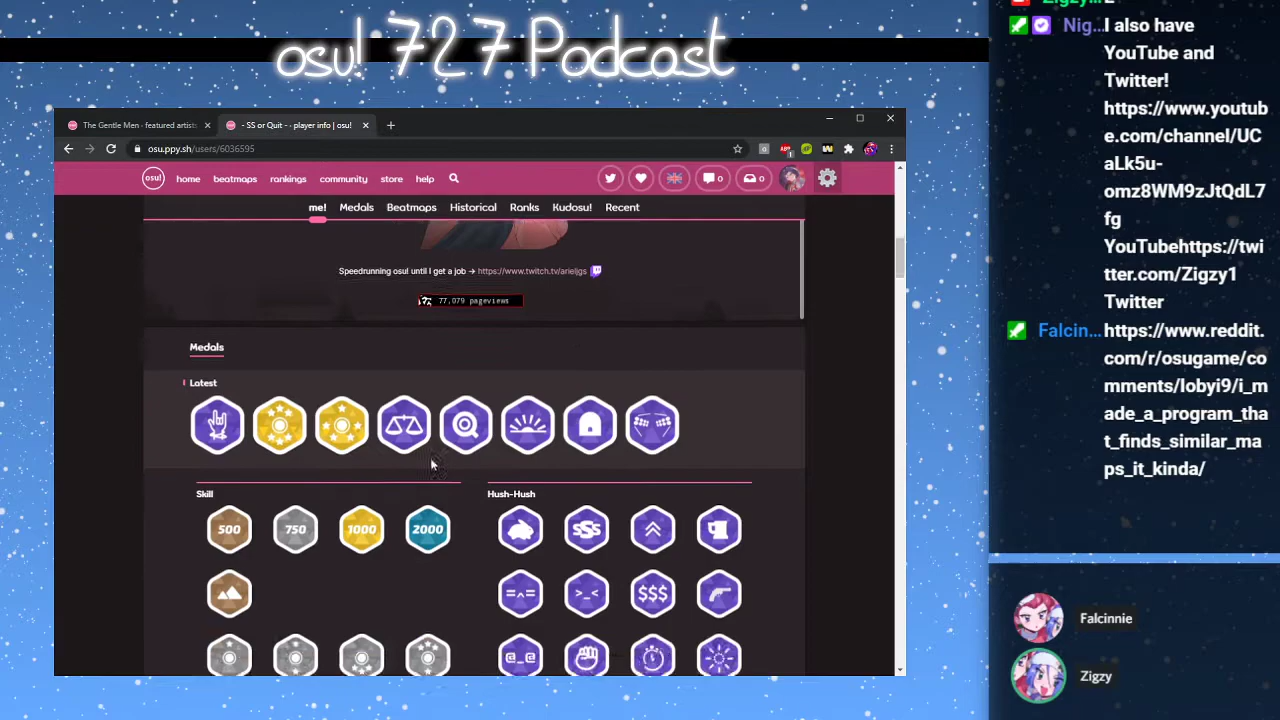 osu! 727 Podcast
The Gentle Men - featured artists
- SS or Quit - · player info | osu!
osu.ppy.sh/users/6036595
osu!
home
beatmaps
rankings
community
store
help
0
0
me!
Medals
Beatmaps
Historical
Ranks
Kudosu!
Recent
Speedrunning osu! until I get a job → https://www.twitch.tv/arieljgs
77,079 pageviews
Medals
Latest
Skill
Hush-Hush
500
750
1000
2000
SSS
=^=
>_<
$$$
@_@
Zigzy...
Nig... I also have
YouTube and
Twitter!
https://www.youtub
e.com/channel/UC
aLk5u-
omz8WM9zJtQdL7
fg
YouTubehttps://twi
tter.com/Zigzy1
Twitter
Falcin... https://www.reddit.
com/r/osugame/co
mments/lobyi9/i_m
ade_a_program_tha
t_finds_similar_ma
ps_it_kinda/
Falcinnie
Zigzy